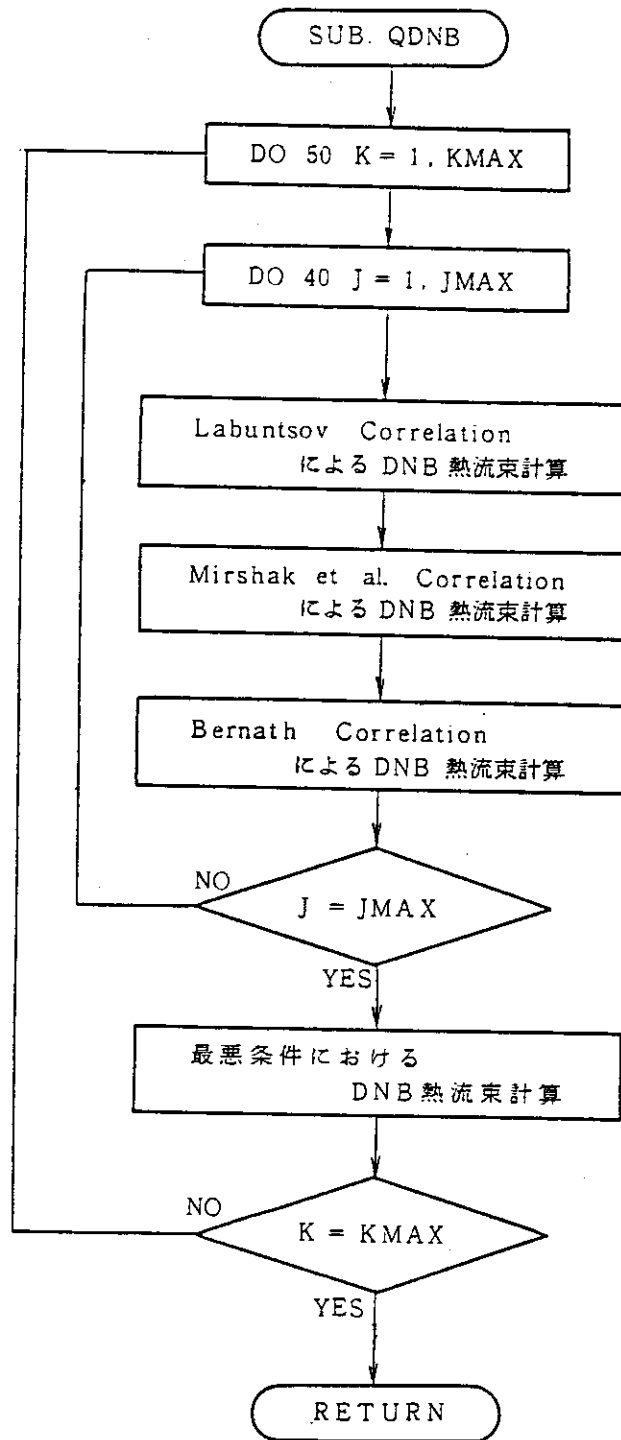 SUB. QDNB
DO 50 K = 1, KMAX
DO 40 J = 1, JMAX
Labuntsov Correlation
による DNB 熱流束計算
Mirshak et al. Correlation
による DNB 熱流束計算
Bernath Correlation
による DNB 熱流束計算
NO
J = JMAX
YES
最悪条件における
DNB熱流束計算
NO
K = KMAX
YES
RETURN